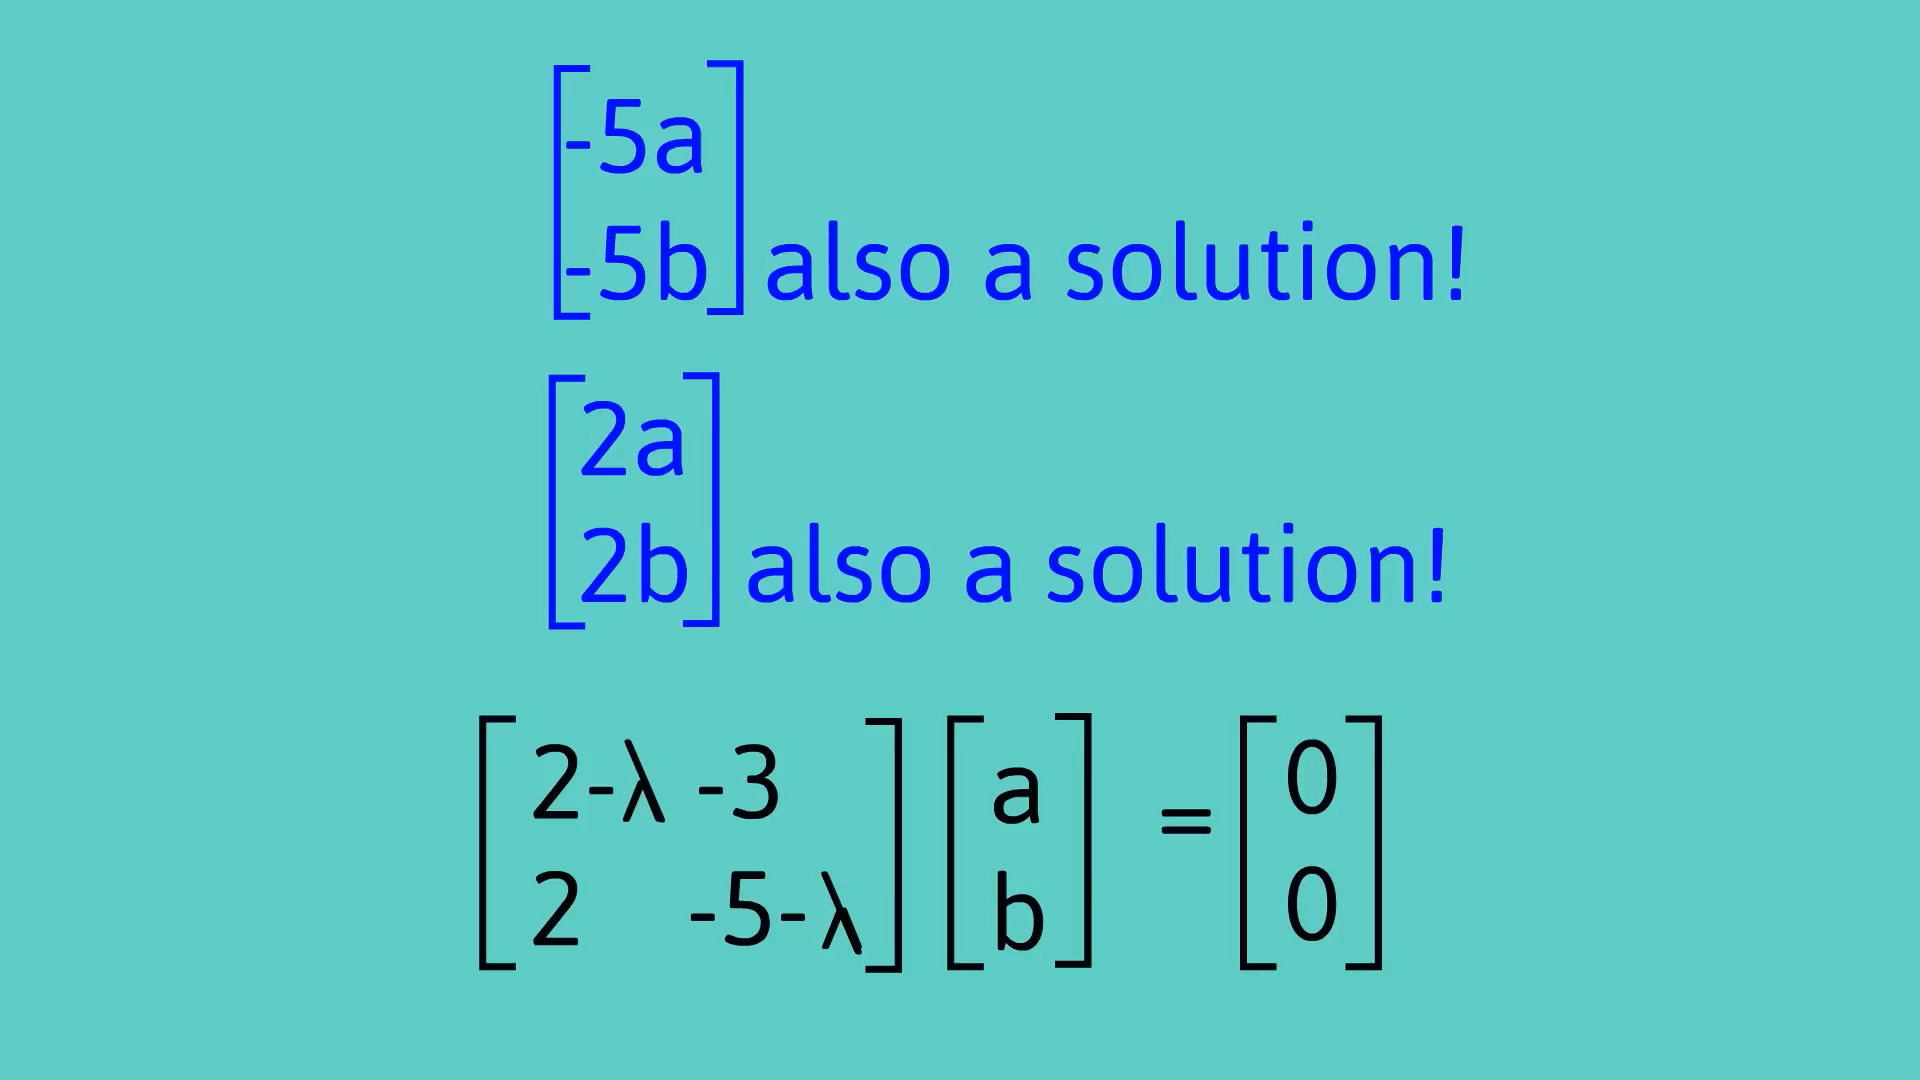 -5a
-5b also a solution!
2a
2b also a solution!
2-λ -3 a = 0
2 -5-λ b 0